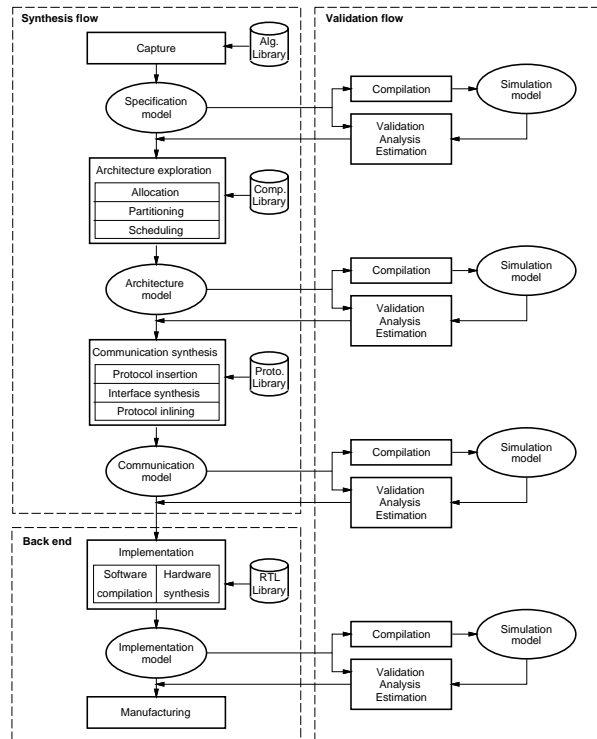 Synthesis flow
Validation flow
Capture
Alg.
Library
Specification
model
Compilation
Simulation
model
Validation
Analysis
Estimation
Architecture exploration
Allocation
Partitioning
Scheduling
Comp.
Library
Architecture
model
Compilation
Simulation
model
Validation
Analysis
Estimation
Communication synthesis
Protocol insertion
Interface synthesis
Protocol inlining
Proto.
Library
Communication
model
Compilation
Simulation
model
Validation
Analysis
Estimation
Back end
Implementation
Software
compilation
Hardware
synthesis
RTL
Library
Implementation
model
Compilation
Simulation
model
Validation
Analysis
Estimation
Manufacturing